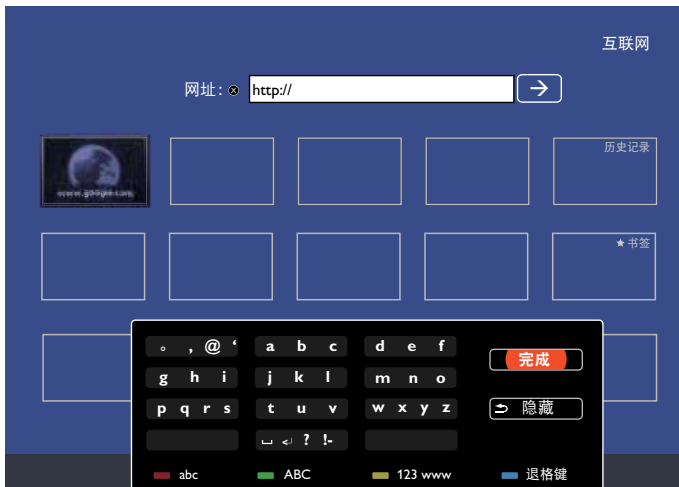 互联网
网址: http://
历史记录
★ 书签
。 , @ ‘ a b c d e f
完成
g h i j k l m n o
p q r s t u v w x y z
隐藏
? !-
abc ABC 123 www 退格键